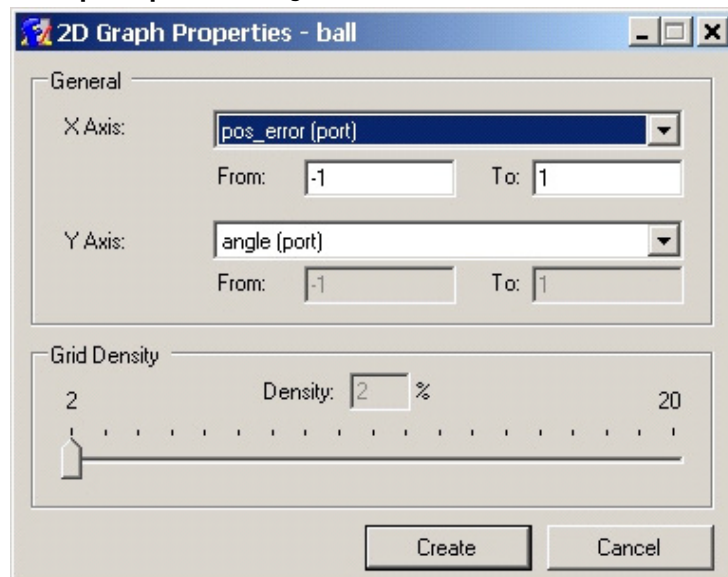 2D Graph Properties - ball
General
X Axis: pos_error (port)
From: -1 To: 1
Y Axis: angle (port)
From: -1 To: 1
Grid Density
Density: 2 %
2 20
Create Cancel